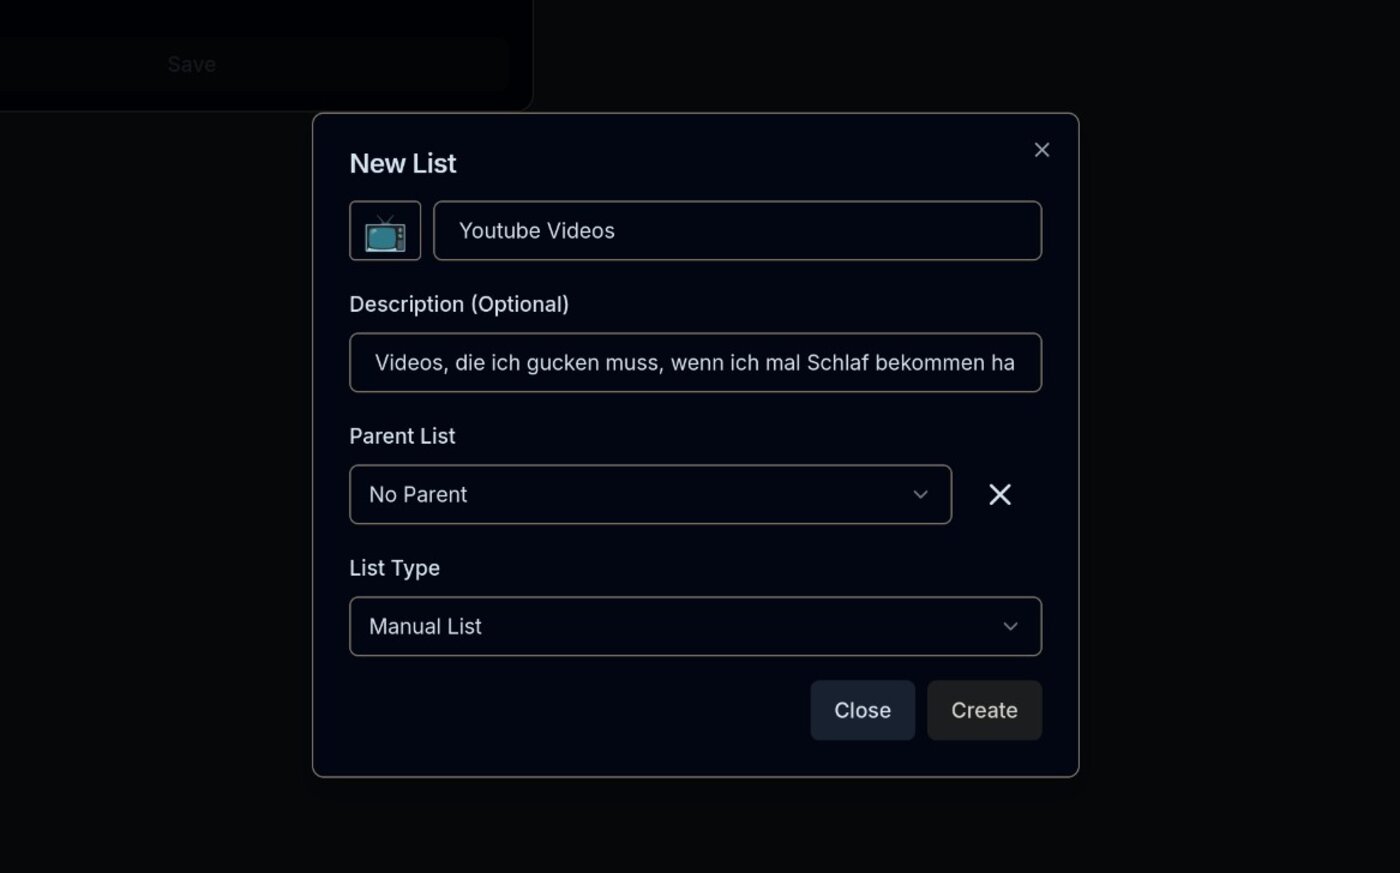 Save
New List
Youtube Videos
Description (Optional)
Videos, die ich gucken muss, wenn ich mal Schlaf bekommen ha
Parent List
No Parent
List Type
Manual List
Close
Create